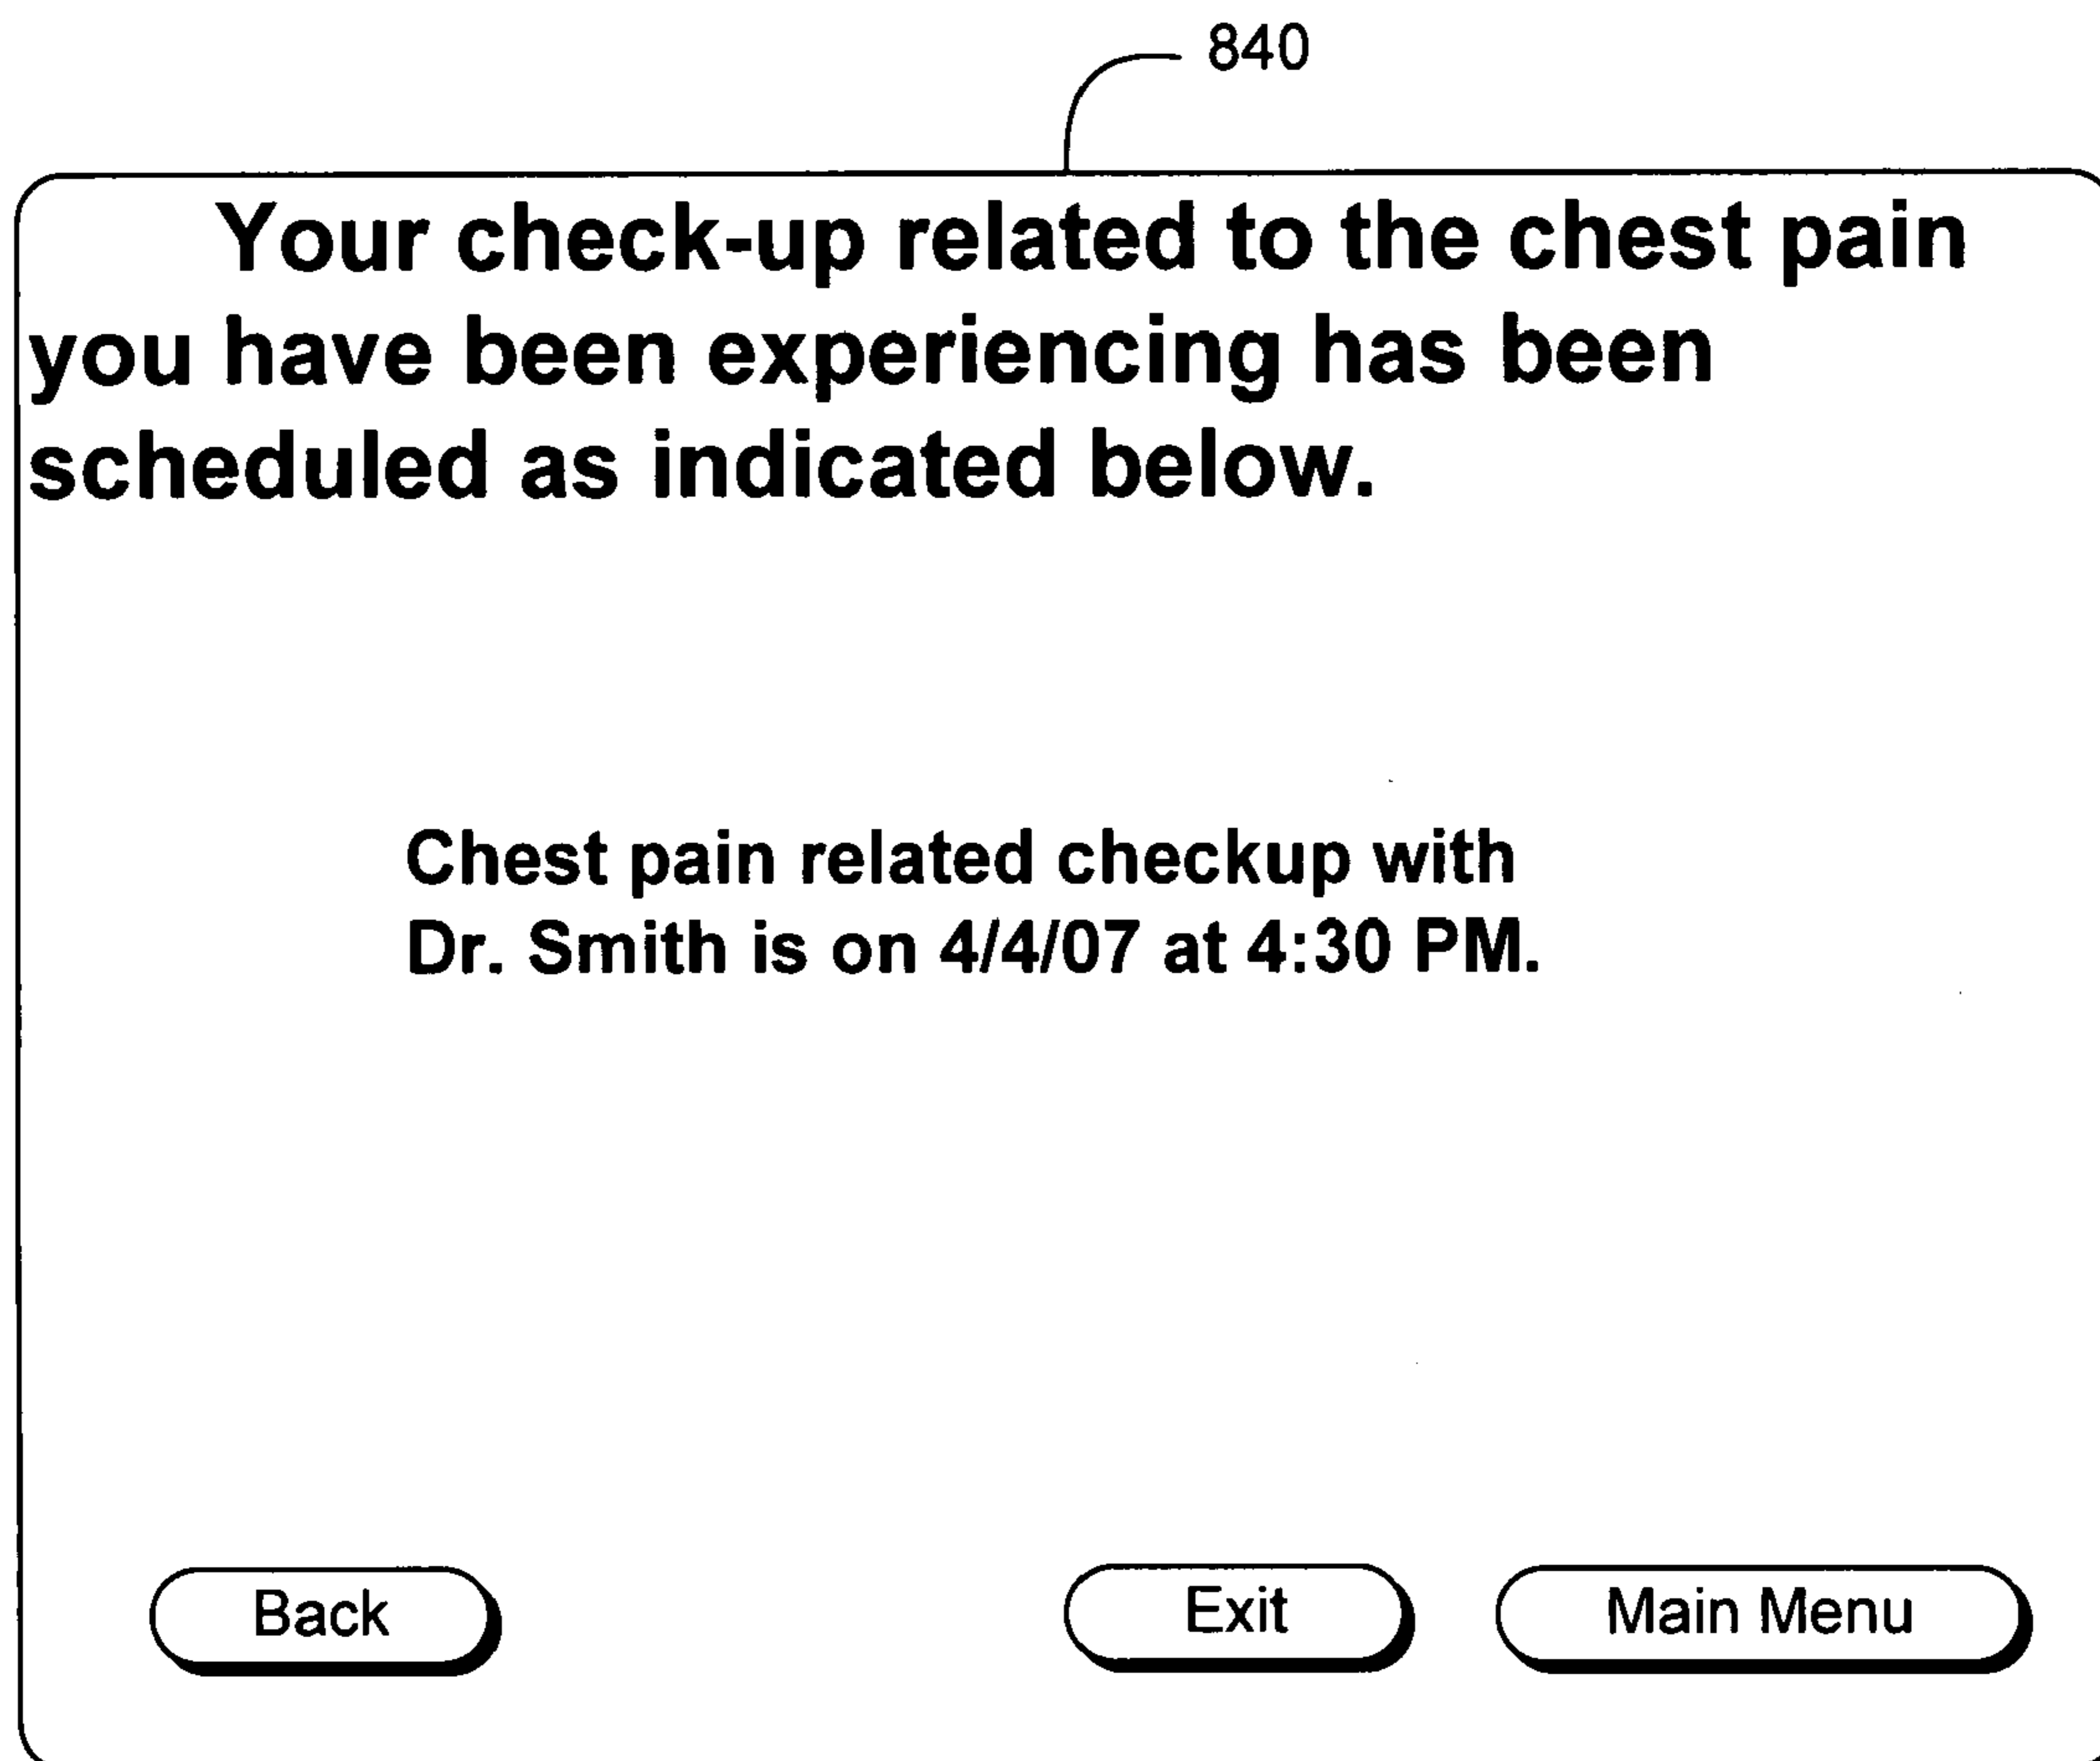 840
Your check-up related to the chest pain
you have been experiencing has been
scheduled as indicated below.
Chest pain related checkup with
Dr. Smith is on 4/4/07 at 4:30 PM.
Back
Exit
Main Menu